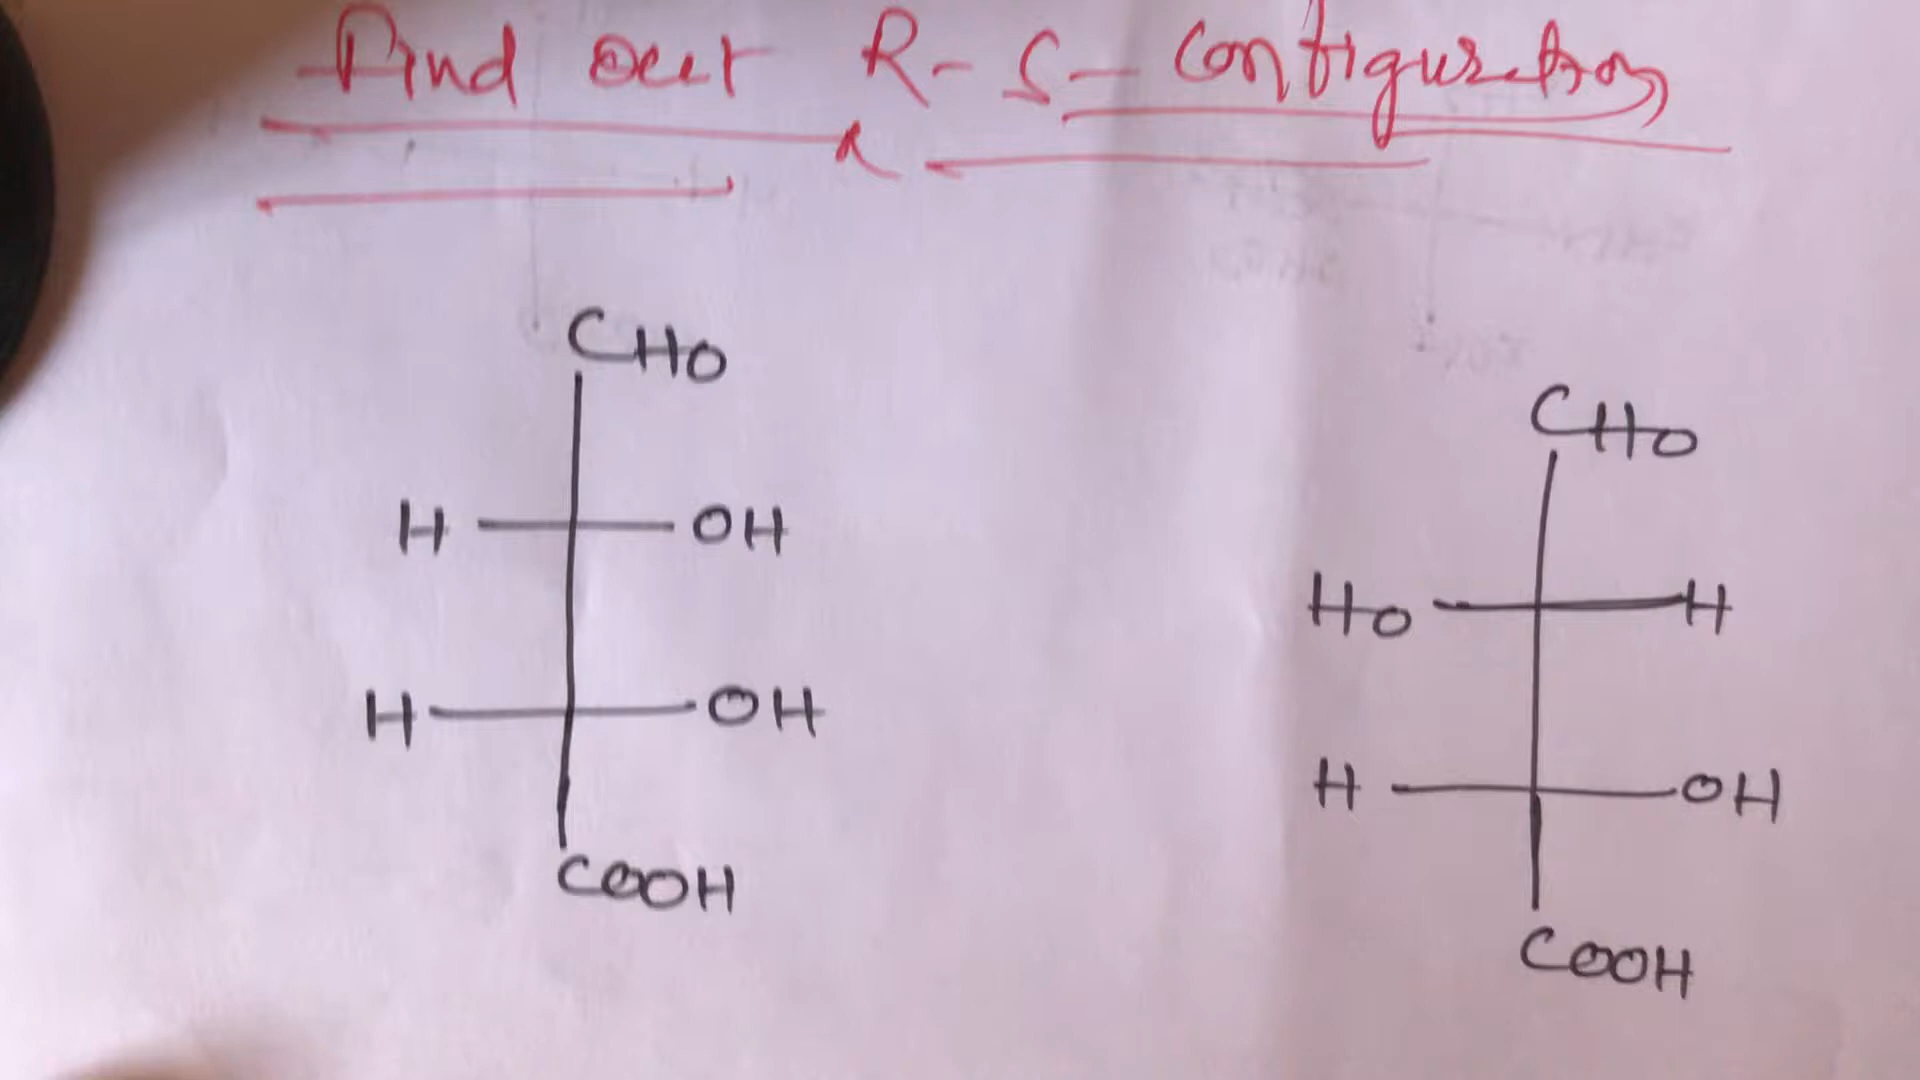 Find out R-S-Configuration
CHO
H OH
H OH
COOH
CHO
HO H
H OH
COOH